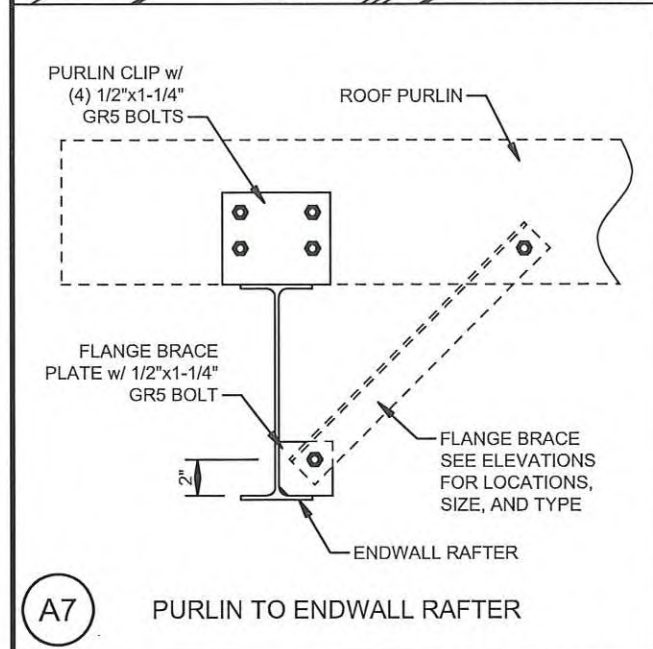 PURLIN CLIP w/
(4) 1/2"x1-1/4"
GR5 BOLTS
ROOF PURLIN
FLANGE BRACE
PLATE w/ 1/2"x1-1/4"
GR5 BOLT
2"
FLANGE BRACE
SEE ELEVATIONS
FOR LOCATIONS,
SIZE, AND TYPE
ENDWALL RAFTER
A7
PURLIN TO ENDWALL RAFTER